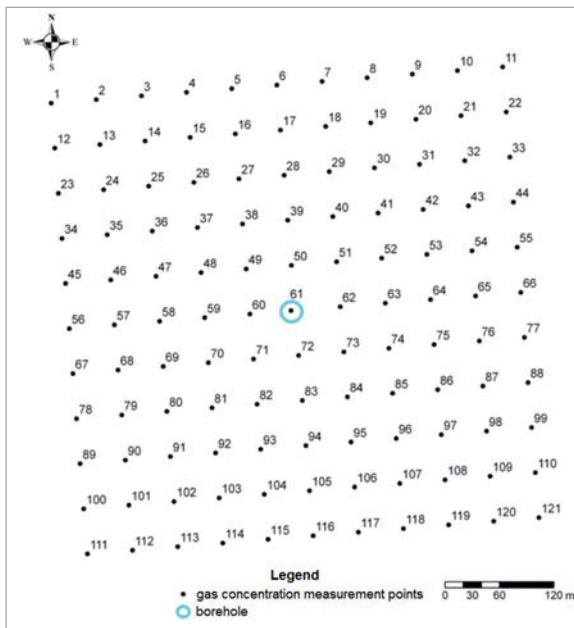 N
W E
S
1 2 3 4 5 6 7 8 9 10 11
12 13 14 15 16 17 18 19 20 21 22
23 24 25 26 27 28 29 30 31 32 33
34 35 36 37 38 39 40 41 42 43 44
45 46 47 48 49 50 51 52 53 54 55
56 57 58 59 60 61 62 63 64 65 66
67 68 69 70 71 72 73 74 75 76 77
78 79 80 81 82 83 84 85 86 87 88
89 90 91 92 93 94 95 96 97 98 99
100 101 102 103 104 105 106 107 108 109 110
111 112 113 114 115 116 117 118 119 120 121
Legend
gas concentration measurement points
borehole
0 30 60 120 m